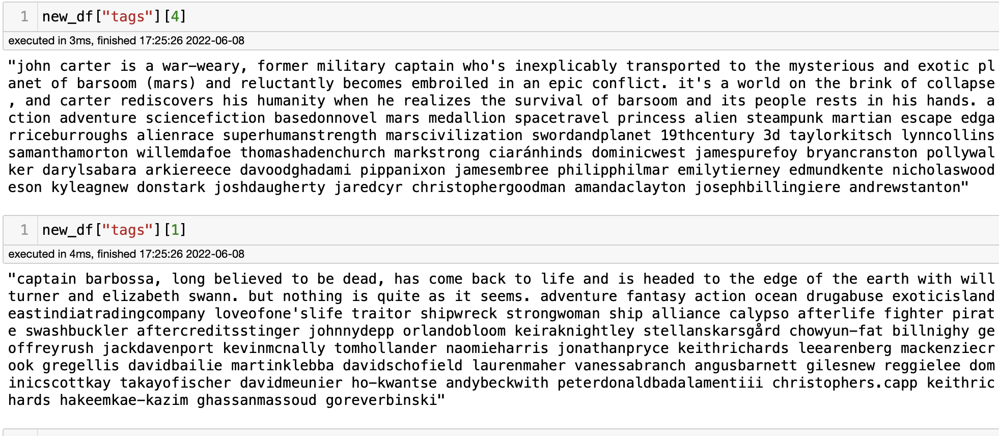 1 new_df["tags"][4]
executed in 3ms, finished 17:25:26 2022-06-08
"john carter is a war-weary, former military captain who's inexplicably transported to the mysterious and exotic pl
anet of barsoom (mars) and reluctantly becomes embroiled in an epic conflict. it's a world on the brink of collapse
, and carter rediscovers his humanity when he realizes the survival of barsoom and its people rests in his hands. a
ction adventure sciencefiction basedonnovel mars medallion spacetravel princess alien steampunk martian escape edga
rriceburroughs alienrace superhumanstrength marscivilization swordandplanet 19thcentury 3d taylorkitsch lynncollins
samanthamorton willemdafoe thomashadenchurch markstrong ciaránhinds dominicwest jamespurefoy bryancranston pollywal
ker darylsabara arkiereece davoodghadami pippanixon jamesembree philipphilmar emilytierney edmundkente nicholaswood
eson kyleagnew donstark joshdaugherty jaredcyr christophergoodman amandaclayton josephbillingiere andrewstanton"
1 new_df["tags"][1]
executed in 4ms, finished 17:25:26 2022-06-08
"captain barbossa, long believed to be dead, has come back to life and is headed to the edge of the earth with will
turner and elizabeth swann. but nothing is quite as it seems. adventure fantasy action ocean drugabuse exoticisland
eastindiatradingcompany loveofone'slife traitor shipwreck strongwoman ship alliance calypso afterlife fighter pirat
e swashbuckler aftercreditsstinger johnnydepp orlandobloom keiraknightley stellanskarsgård chowyun-fat billnighy ge
offreyrush jackdavenport kevinmcnally tomhollander naomieharris jonathanpryce keithrichards leearenberg mackenziecr
ook gregellis davidbailie martinklebba davidschofield laurenmaher vanessabranch angusbarnett gilesnew reggielee dom
inicscottkay takayofischer davidmeunier ho-kwantse andybeckwith peterdonaldbadalamentiii christophers.capp keithric
hards hakeemkae-kazim ghassanmassoud goreverbinski"